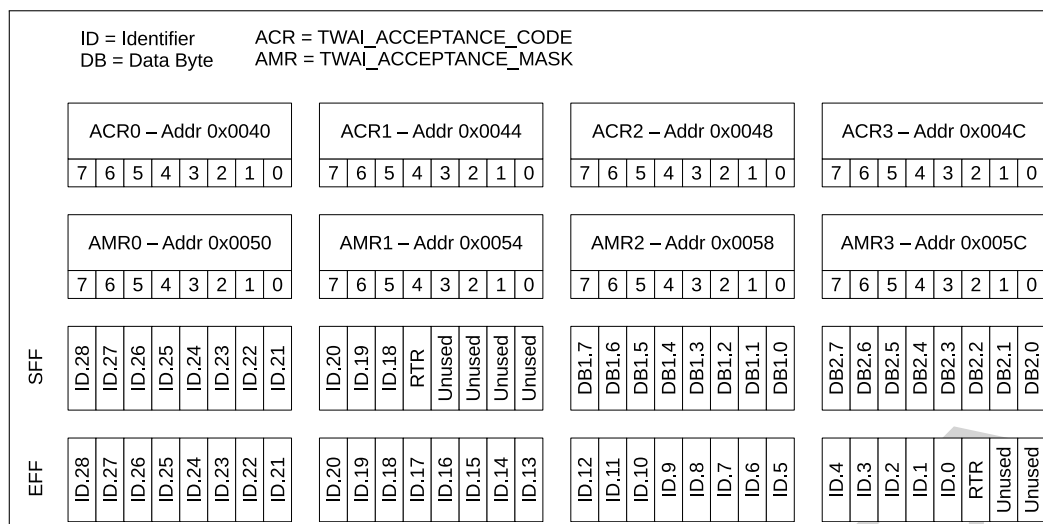 ID = Identifier ACR = TWAI_ACCEPTANCE_CODE
DB = Data Byte AMR = TWAI_ACCEPTANCE_MASK
ACR0 – Addr 0x0040 ACR1 – Addr 0x0044 ACR2 – Addr 0x0048 ACR3 – Addr 0x004C
7 6 5 4 3 2 1 0 7 6 5 4 3 2 1 0 7 6 5 4 3 2 1 0 7 6 5 4 3 2 1 0
AMR0 – Addr 0x0050 AMR1 – Addr 0x0054 AMR2 – Addr 0x0058 AMR3 – Addr 0x005C
7 6 5 4 3 2 1 0 7 6 5 4 3 2 1 0 7 6 5 4 3 2 1 0 7 6 5 4 3 2 1 0
SFF ID.28 ID.27 ID.26 ID.25 ID.24 ID.23 ID.22 ID.21 ID.20 ID.19 ID.18 RTR Unused Unused Unused Unused DB1.7 DB1.6 DB1.5 DB1.4 DB1.3 DB1.2 DB1.1 DB1.0 DB2.7 DB2.6 DB2.5 DB2.4 DB2.3 DB2.2 DB2.1 DB2.0
EFF ID.28 ID.27 ID.26 ID.25 ID.24 ID.23 ID.22 ID.21 ID.20 ID.19 ID.18 ID.17 ID.16 ID.15 ID.14 ID.13 ID.12 ID.11 ID.10 ID.9 ID.8 ID.7 ID.6 ID.5 ID.4 ID.3 ID.2 ID.1 ID.0 RTR Unused Unused